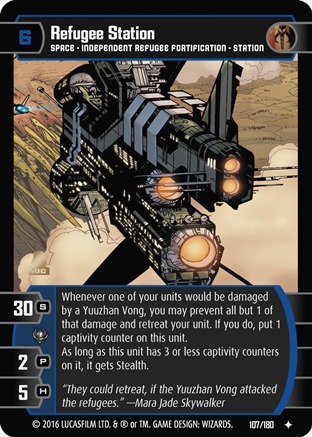 6
Refugee Station
SPACE • INDEPENDENT REFUGEE FORTIFICATION • STATION
30 S
2 P
5 H
Whenever one of your units would be damaged
by a Yuuzhan Vong, you may prevent all but 1 of
that damage and retreat your unit. If you do, put 1
captivity counter on this unit.
As long as this unit has 3 or less captivity counters
on it, it gets Stealth.
“They could retreat, if the Yuuzhan Vong attacked
the refugees.” —Mara Jade Skywalker
© 2016 LUCASFILM LTD. & ® or TM. GAME DESIGN: WIZARDS.
107/180